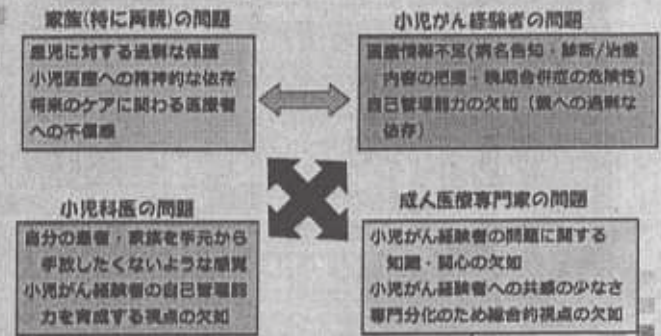 家族(特に両親)の問題
患児に対する過剰な保護
小児医療への精神的な依存
将来のケアに関わる医療者
への不信感
小児がん経験者の問題
医療情報不足(病名告知・診断/治療
内容の把握・晩期合併症の危険性)
自己管理能力の欠如(親への過剰な
依存)
小児科医の問題
自分の患者・家族を手元から
手放したくないような感覚
小児がん経験者の自己管理能
力を育成する視点の欠如
成人医療専門家の問題
小児がん経験者の問題に関する
知識・関心の欠如
小児がん経験者への共感の少なさ
専門分化のため総合的視点の欠如